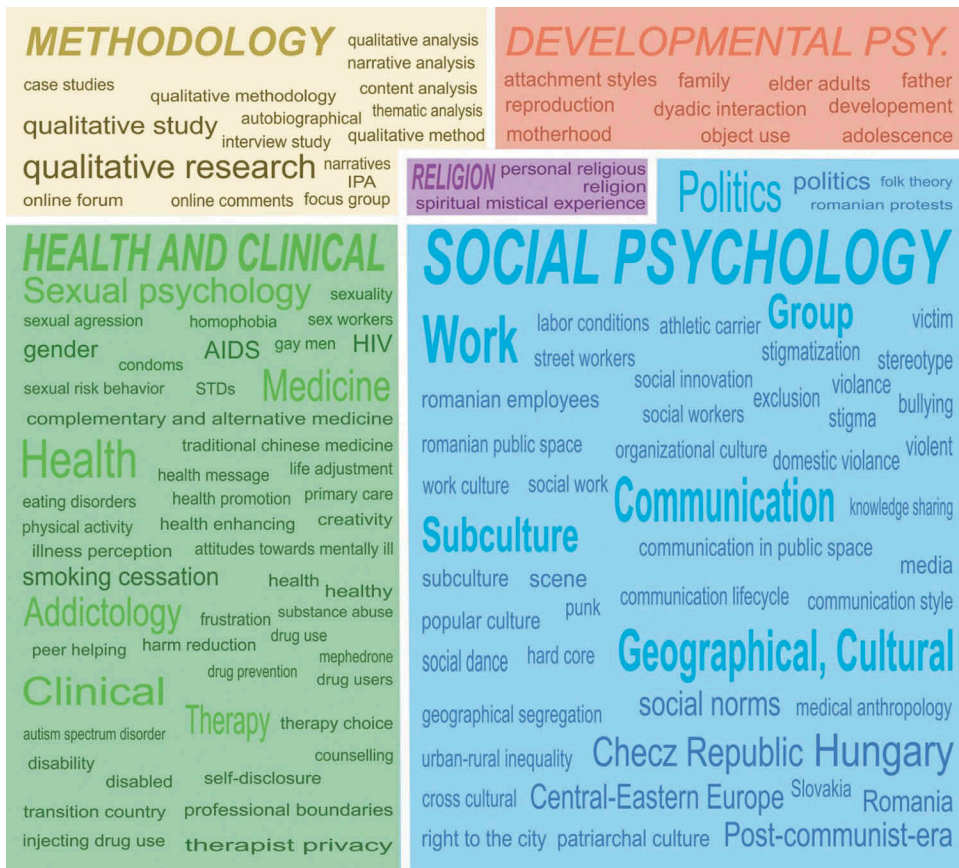 METHODOLOGY
qualitative analysis
narrative analysis
case studies
content analysis
qualitative methodology
thematic analysis
autobiographical
qualitative study
qualitative method
interview study
qualitative research
narratives
IPA
online forum
online comments
focus group
DEVELOPMENTAL PSY.
attachment styles
family
elder adults
father
reproduction
dyadic interaction
developement
motherhood
object use
adolescence
RELIGION
personal religious
religion
spiritual mistical experience
HEALTH AND CLINICAL
Sexual psychology
sexuality
sexual agression
homophobia
sex workers
gender
condoms
AIDS
gay men
HIV
sexual risk behavior
STDs
Medicine
complementary and alternative medicine
Health
traditional chinese medicine
health message
life adjustment
eating disorders
health promotion
primary care
physical activity
health enhancing
creativity
illness perception
attitudes towards mentally ill
smoking cessation
health
healthy
Addictology
frustration
substance abuse
peer helping
harm reduction
drug use
mephedrone
drug prevention
drug users
Clinical
Therapy
therapy choice
autism spectrum disorder
counselling
disability
disabled
self-disclosure
transition country
professional boundaries
injecting drug use
therapist privacy
Politics
politics
folk theory
romanian protests
SOCIAL PSYCHOLOGY
Work
labor conditions
athletic carrier
Group
victim
street workers
stigmatization
stereotype
social innovation
violance
romanian employees
exclusion
bullying
social workers
stigma
romanian public space
organizational culture
domestic violance
violent
work culture
social work
Communication
knowledge sharing
Subculture
communication in public space
media
subculture
scene
communication lifecycle
communication style
popular culture
punk
social dance
hard core
Geographical, Cultural
geographical segregation
social norms
medical anthropology
urban-rural inequality
Checz Republic
Hungary
cross cultural
Central-Eastern Europe
Slovakia
Romania
right to the city
patriarchal culture
Post-communist-era